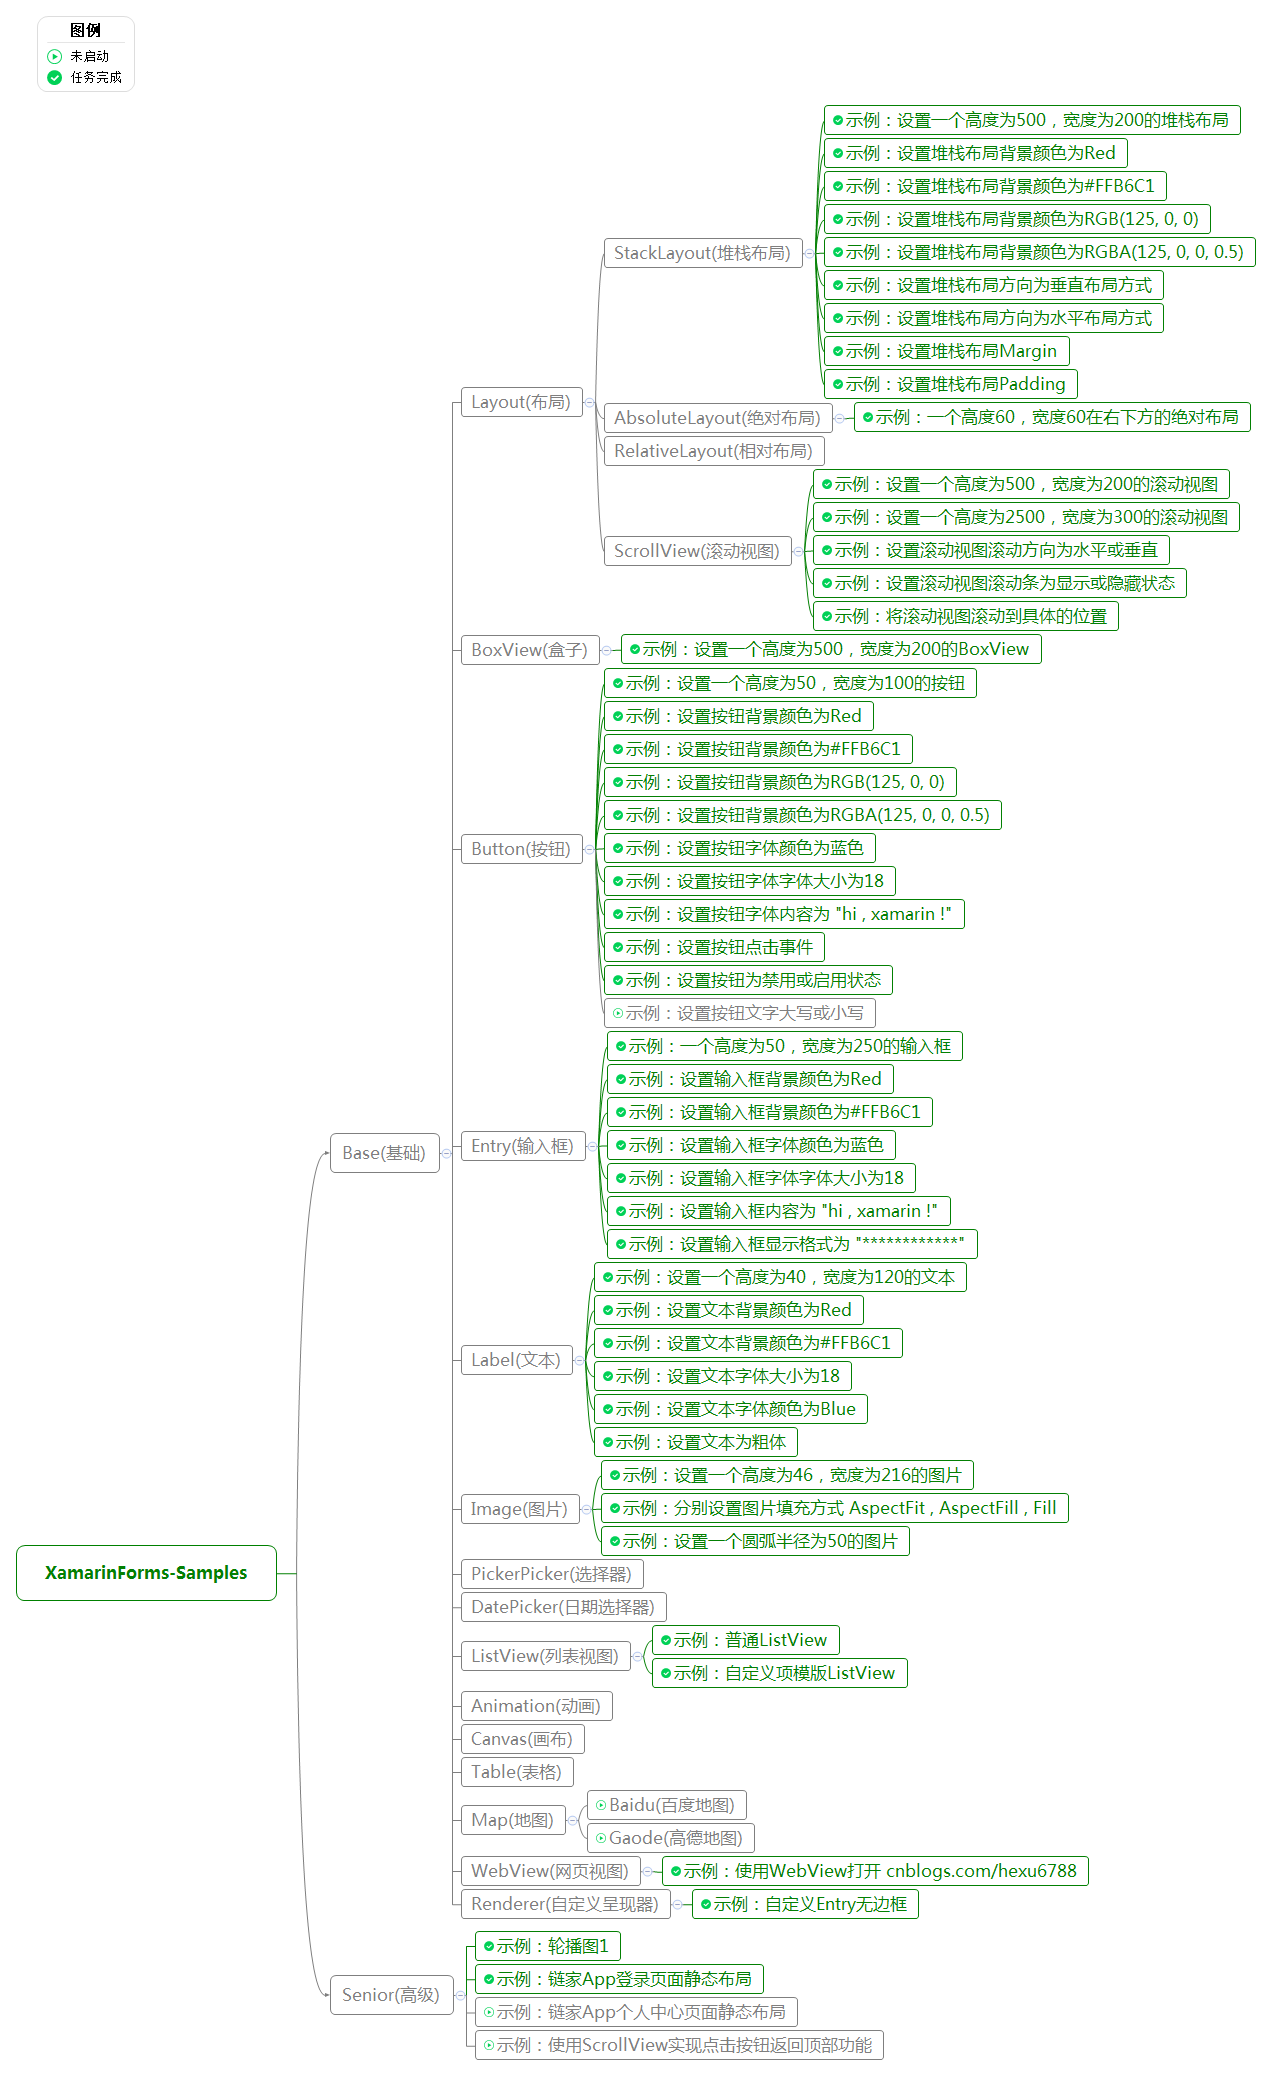 图例
未启动
任务完成
示例：设置一个高度为500，宽度为200的堆栈布局
示例：设置堆栈布局背景颜色为Red
示例：设置堆栈布局背景颜色为#FFB6C1
示例：设置堆栈布局背景颜色为RGB(125, 0, 0)
StackLayout(堆栈布局)
示例：设置堆栈布局背景颜色为RGBA(125, 0, 0, 0.5)
示例：设置堆栈布局方向为垂直布局方式
示例：设置堆栈布局方向为水平布局方式
示例：设置堆栈布局Margin
示例：设置堆栈布局Padding
Layout(布局)
AbsoluteLayout(绝对布局)
示例：一个高度60，宽度60在右下方的绝对布局
RelativeLayout(相对布局)
示例：设置一个高度为500，宽度为200的滚动视图
示例：设置一个高度为2500，宽度为300的滚动视图
ScrollView(滚动视图)
示例：设置滚动视图滚动方向为水平或垂直
示例：设置滚动视图滚动条为显示或隐藏状态
示例：将滚动视图滚动到具体的位置
BoxView(盒子)
示例：设置一个高度为500，宽度为200的BoxView
示例：设置一个高度为50，宽度为100的按钮
示例：设置按钮背景颜色为Red
示例：设置按钮背景颜色为#FFB6C1
示例：设置按钮背景颜色为RGB(125, 0, 0)
示例：设置按钮背景颜色为RGBA(125, 0, 0, 0.5)
Button(按钮)
示例：设置按钮字体颜色为蓝色
示例：设置按钮字体字体大小为18
示例：设置按钮字体内容为 "hi , xamarin !"
示例：设置按钮点击事件
示例：设置按钮为禁用或启用状态
示例：设置按钮文字大写或小写
示例：一个高度为50，宽度为250的输入框
示例：设置输入框背景颜色为Red
示例：设置输入框背景颜色为#FFB6C1
Entry(输入框)
示例：设置输入框字体颜色为蓝色
示例：设置输入框字体字体大小为18
示例：设置输入框内容为 "hi , xamarin !"
示例：设置输入框显示格式为 "************"
Base(基础)
示例：设置一个高度为40，宽度为120的文本
示例：设置文本背景颜色为Red
示例：设置文本背景颜色为#FFB6C1
Label(文本)
示例：设置文本字体大小为18
示例：设置文本字体颜色为Blue
示例：设置文本为粗体
示例：设置一个高度为46，宽度为216的图片
Image(图片)
示例：分别设置图片填充方式 AspectFit , AspectFill , Fill
示例：设置一个圆弧半径为50的图片
XamarinForms-Samples
PickerPicker(选择器)
DatePicker(日期选择器)
ListView(列表视图)
示例：普通ListView
示例：自定义项模版ListView
Animation(动画)
Canvas(画布)
Table(表格)
Map(地图)
Baidu(百度地图)
Gaode(高德地图)
WebView(网页视图)
示例：使用WebView打开 cnblogs.com/hexu6788
Renderer(自定义呈现器)
示例：自定义Entry无边框
Senior(高级)
示例：轮播图1
示例：链家App登录页面静态布局
示例：链家App个人中心页面静态布局
示例：使用ScrollView实现点击按钮返回顶部功能